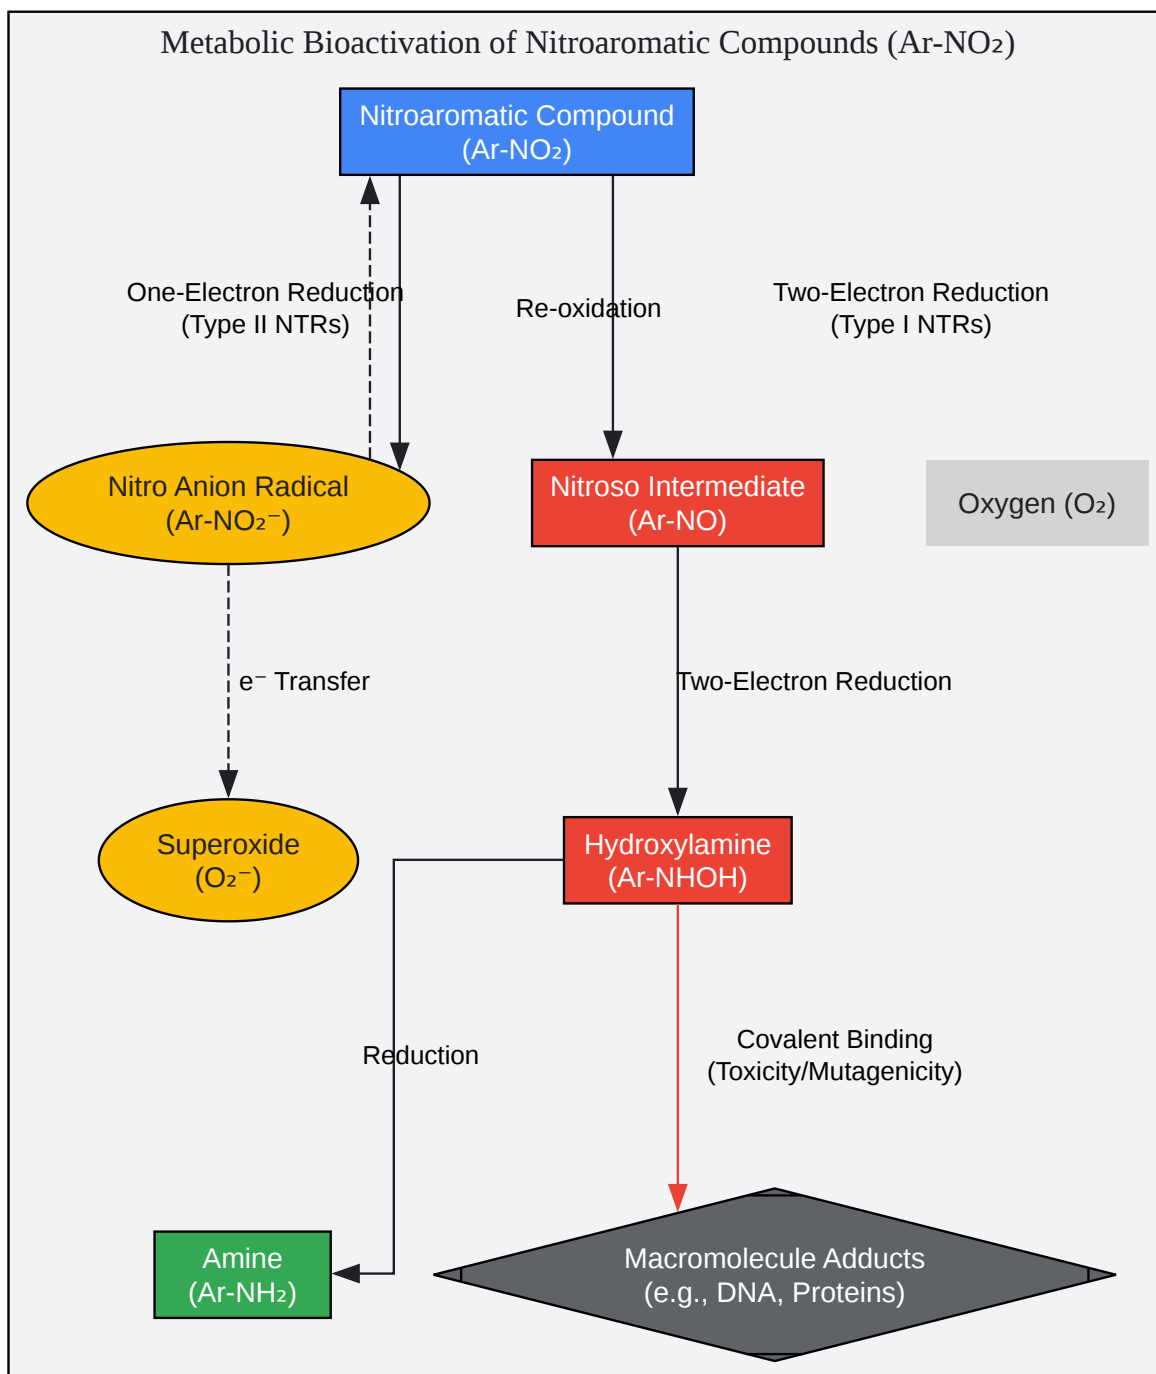 Metabolic Bioactivation of Nitroaromatic Compounds (Ar-NO₂)
Nitroaromatic Compound
(Ar-NO₂)
One-Electron Reduction
(Type II NTRs)
Re-oxidation
Two-Electron Reduction
(Type I NTRs)
Nitro Anion Radical
(Ar-NO₂⁻)
Nitroso Intermediate
(Ar-NO)
Oxygen (O₂)
e⁻ Transfer
Two-Electron Reduction
Superoxide
(O₂⁻)
Hydroxylamine
(Ar-NHOH)
Reduction
Covalent Binding
(Toxicity/Mutagenicity)
Amine
(Ar-NH₂)
Macromolecule Adducts
(e.g., DNA, Proteins)